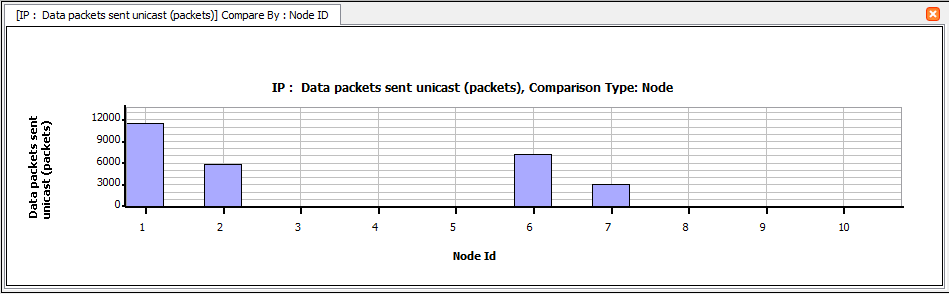 [IP :  Data packets sent unicast (packets)] Compare By : Node ID
IP :  Data packets sent unicast (packets), Comparison Type: Node
Data packets sent
unicast (packets)
12000
9000
6000
3000
0
1 2 3 4 5 6 7 8 9 10
Node Id